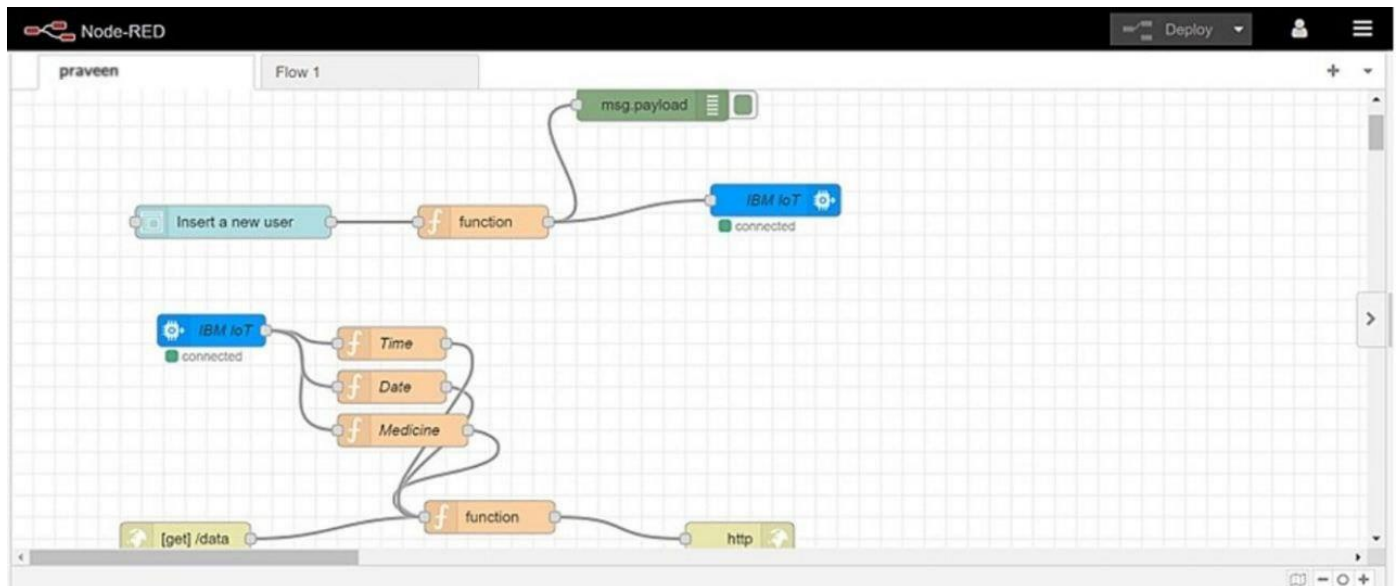 Node-RED
Deploy
praveen
Flow 1
msg.payload
Insert a new user
function
IBM IoT
connected
IBM IoT
connected
Time
Date
Medicine
function
[get] /data
http